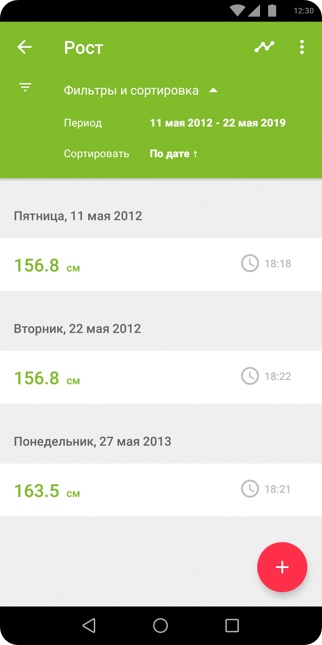 12:30
Рост
Фильтры и сортировка
Период 11 мая 2012 - 22 мая 2019
Сортировать По дате ↑
Пятница, 11 мая 2012
156.8 см 18:18
Вторник, 22 мая 2012
156.8 см 18:22
Понедельник, 27 мая 2013
163.5 см 18:21